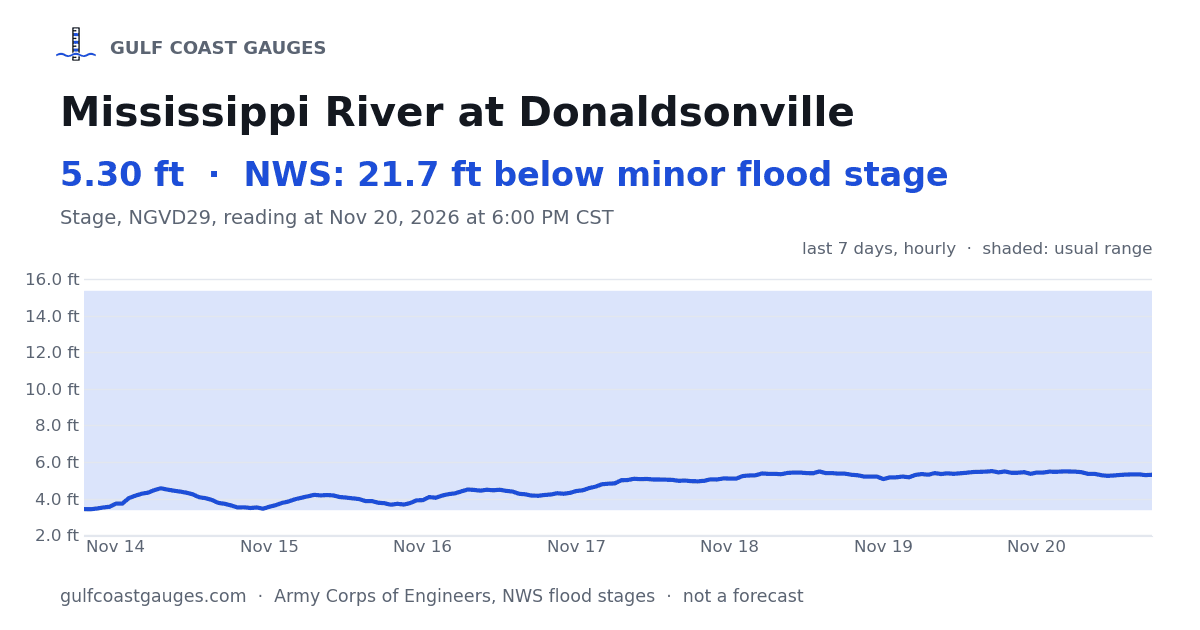 GULF COAST GAUGES
Mississippi River at Donaldsonville
5.30 ft · NWS: 21.7 ft below minor flood stage
Stage, NGVD29, reading at Nov 20, 2026 at 6:00 PM CST
last 7 days, hourly · shaded: usual range
16.0 ft
14.0 ft
12.0 ft
10.0 ft
8.0 ft
6.0 ft
4.0 ft
2.0 ft
Nov 14 Nov 15 Nov 16 Nov 17 Nov 18 Nov 19 Nov 20
gulfcoastgauges.com · Army Corps of Engineers, NWS flood stages · not a forecast